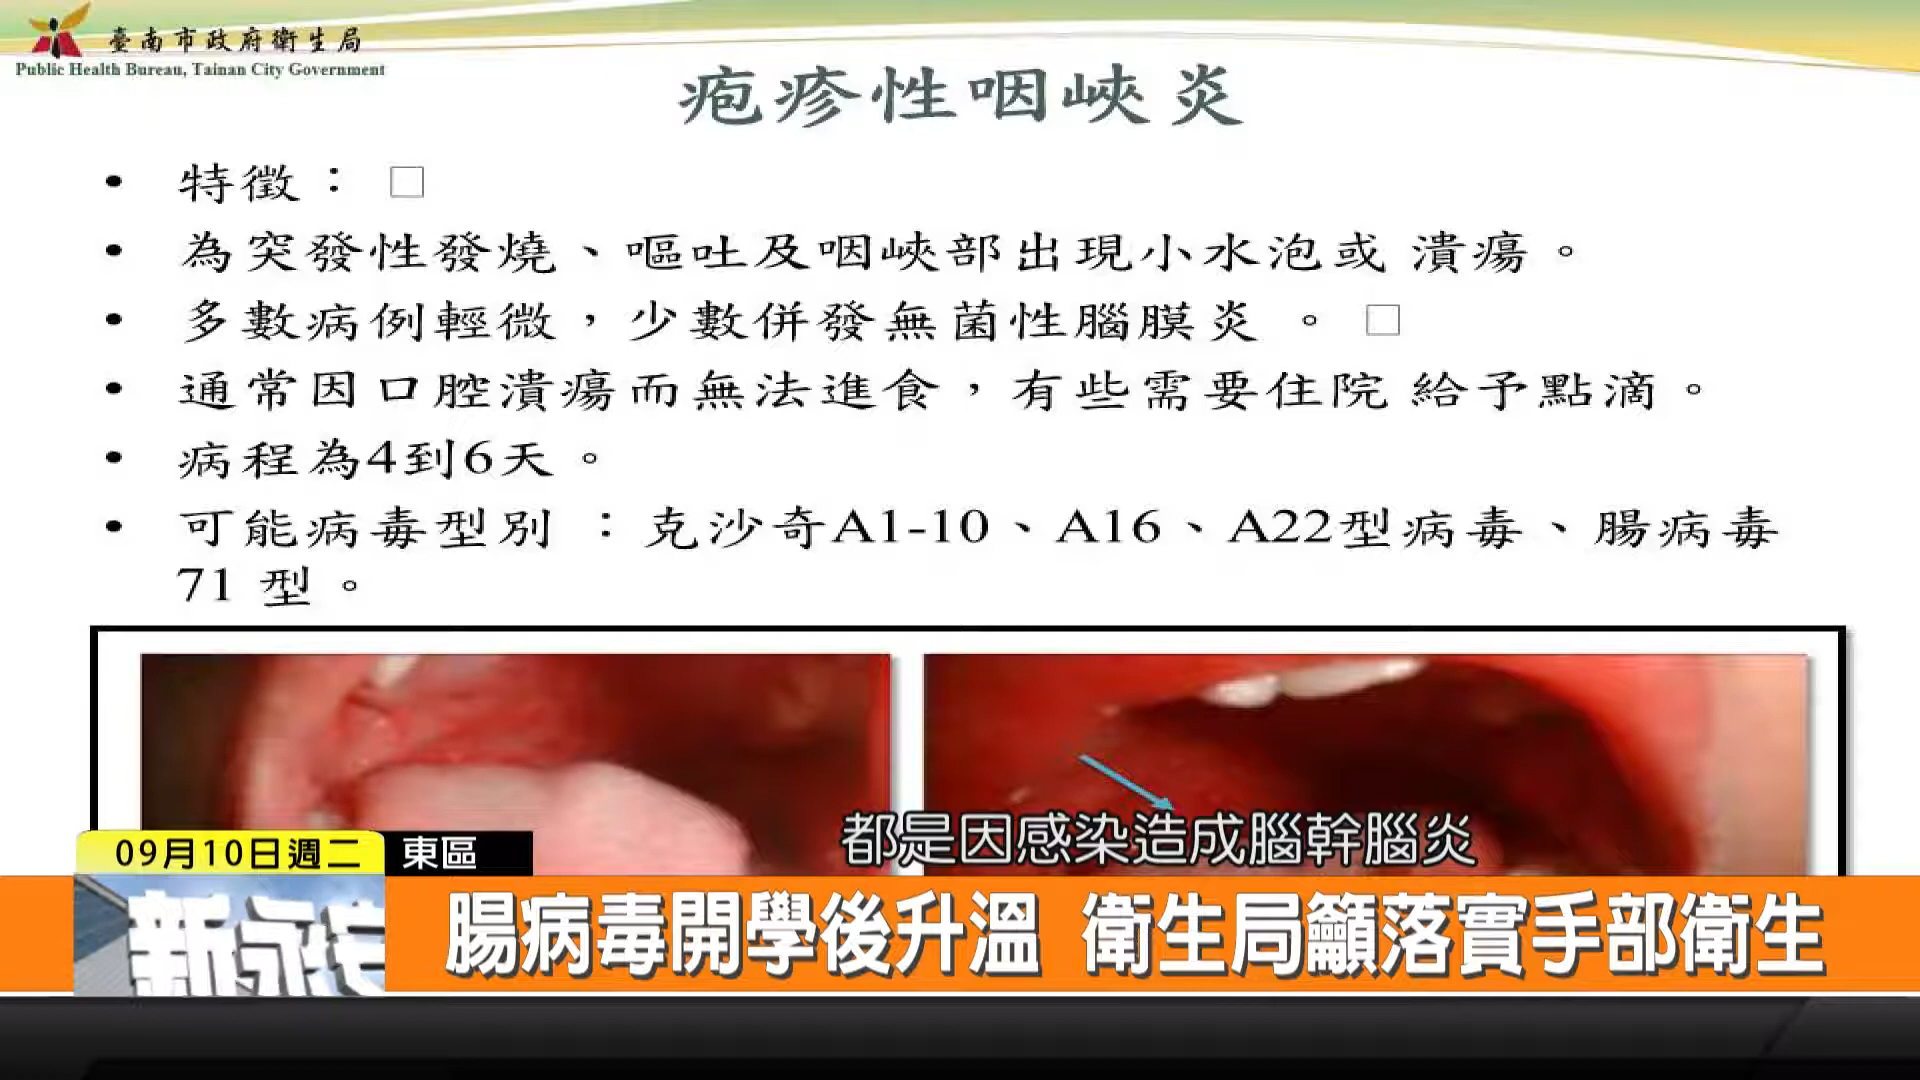 臺南市政府衛生局
Public Health Bureau, Tainan City Government
疱疹性咽峽炎
• 特徵：□
• 為突發性發燒、嘔吐及咽峽部出現小水泡或 潰瘍。
• 多數病例輕微，少數併發無菌性腦膜炎 。□
• 通常因口腔潰瘍而無法進食，有些需要住院 給予點滴。
• 病程為4到6天。
• 可能病毒型別 ：克沙奇A1-10、A16、A22型病毒、腸病毒
71 型。
都是因感染造成腦幹腦炎
09月10日週二 東區
新永安
腸病毒開學後升溫 衛生局籲落實手部衛生